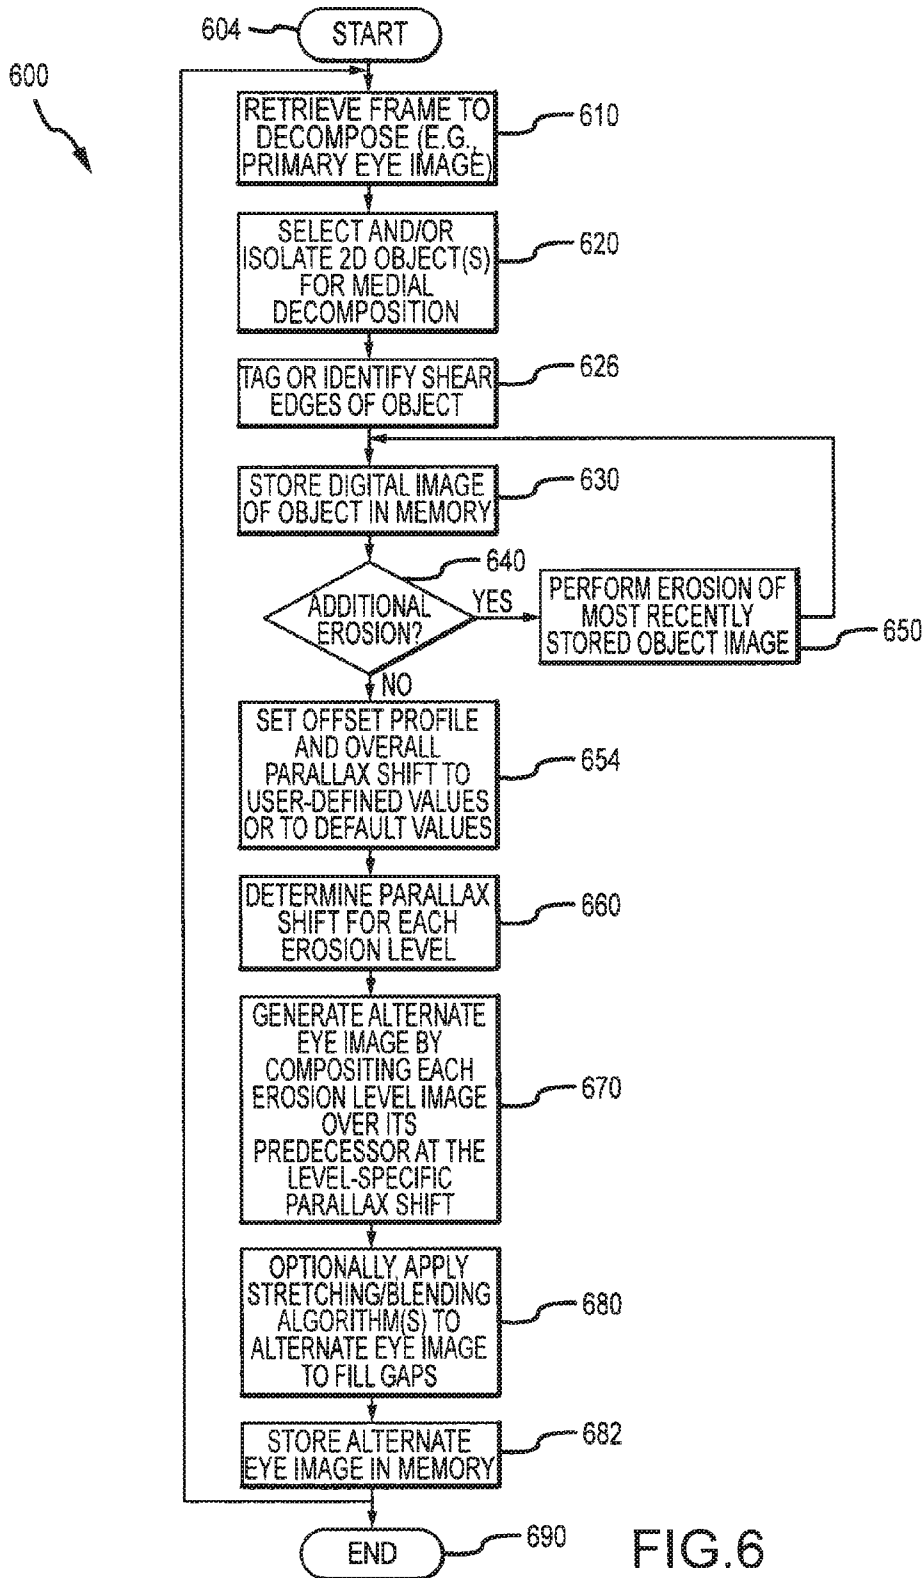 604
START
600
RETRIEVE FRAME TO
DECOMPOSE (E.G.,
PRIMARY EYE IMAGE)
610
SELECT AND/OR
ISOLATE 2D OBJECT(S)
FOR MEDIAL
DECOMPOSITION
620
TAG OR IDENTIFY SHEAR
EDGES OF OBJECT
626
STORE DIGITAL IMAGE
OF OBJECT IN MEMORY
630
640
ADDITIONAL
EROSION?
YES
PERFORM EROSION OF
MOST RECENTLY
STORED OBJECT IMAGE
650
NO
SET OFFSET PROFILE
AND OVERALL
PARALLAX SHIFT TO
USER-DEFINED VALUES
OR TO DEFAULT VALUES
654
DETERMINE PARALLAX
SHIFT FOR EACH
EROSION LEVEL
660
GENERATE ALTERNATE
EYE IMAGE BY
COMPOSITING EACH
EROSION LEVEL IMAGE
OVER ITS
PREDECESSOR AT THE
LEVEL-SPECIFIC
PARALLAX SHIFT
670
OPTIONALLY, APPLY
STRETCHING/BLENDING
ALGORITHM(S) TO
ALTERNATE EYE IMAGE
TO FILL GAPS
680
STORE ALTERNATE
EYE IMAGE IN MEMORY
682
END
690
FIG.6